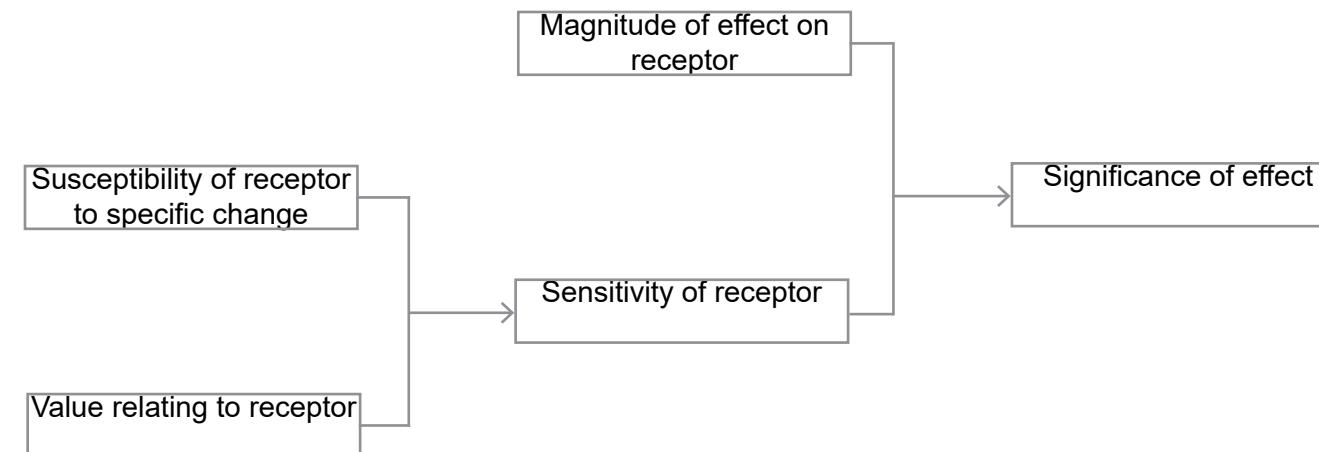 Magnitude of effect on
receptor
Susceptibility of receptor
to specific change
Significance of effect
Sensitivity of receptor
Value relating to receptor